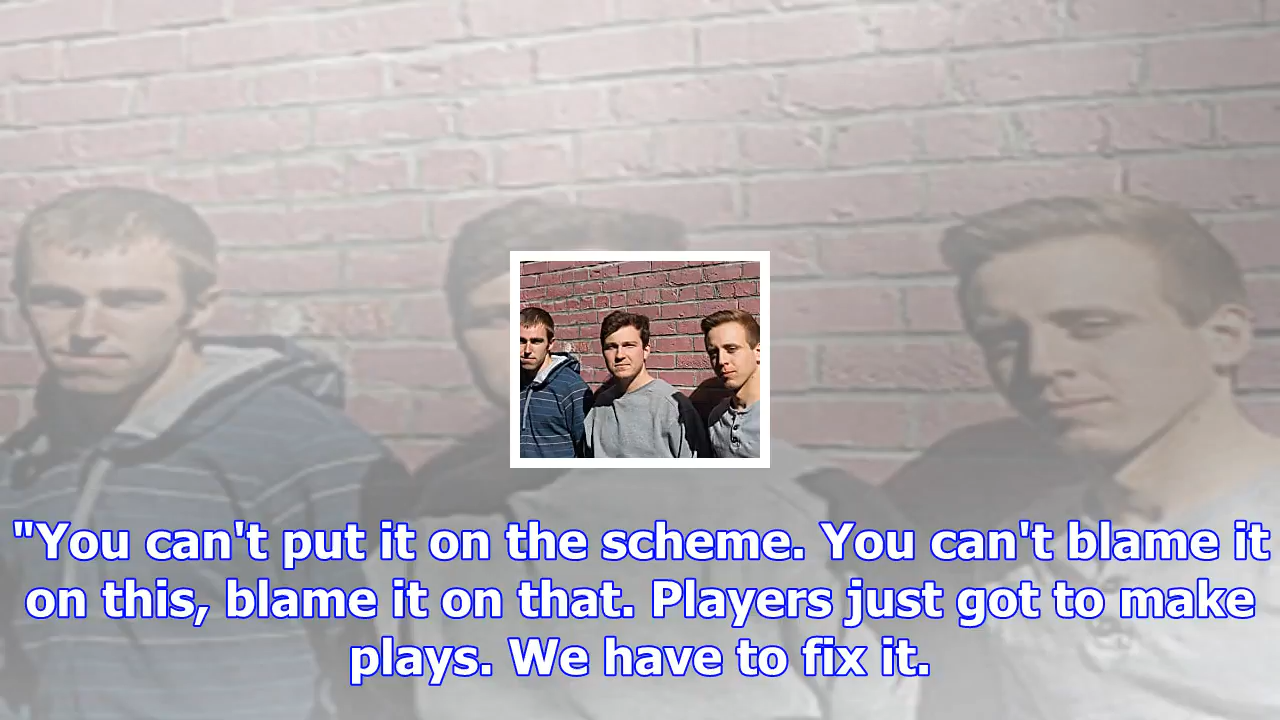 "You can't put it on the scheme. You can't blame it
on this, blame it on that. Players just got to make
plays. We have to fix it.